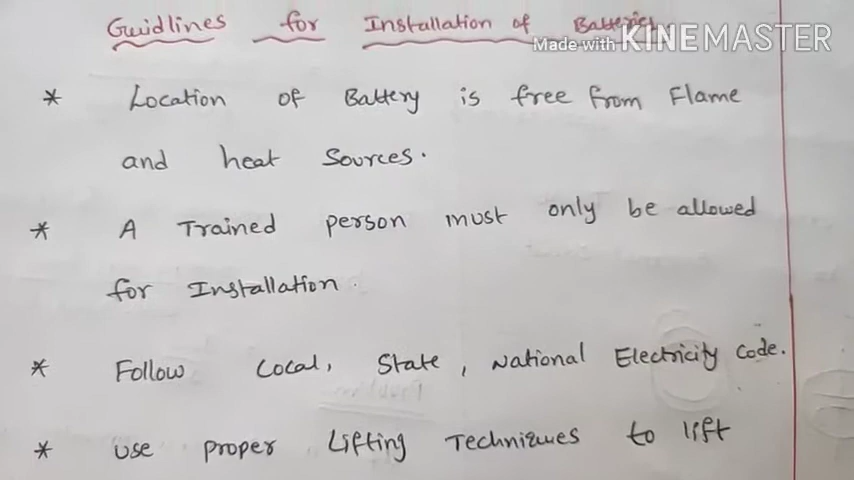 Guidlines for Installation of Batteries
Made with KINEMASTER
* Location of Battery is free from Flame
and heat Sources.
* A Trained person must only be allowed
for Installation.
* Follow Local, State, National Electricity Code.
* use proper Lifting Techniques to lift